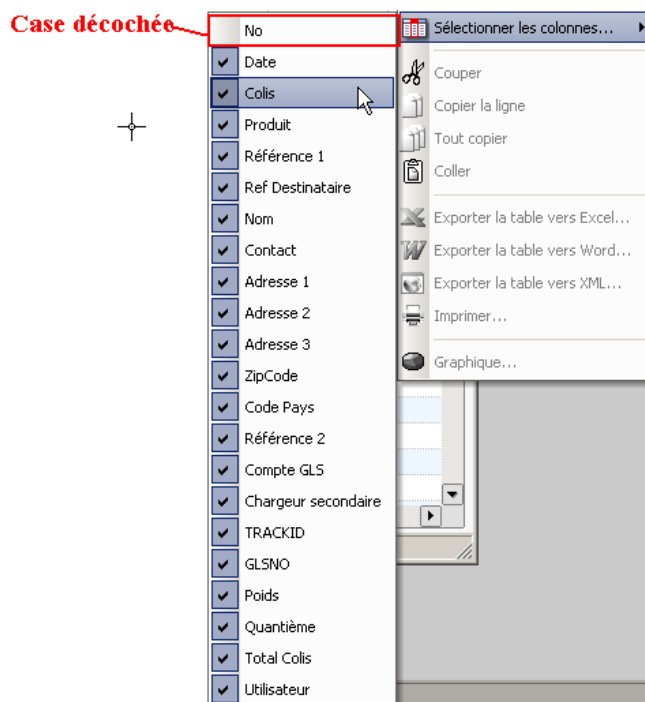 Case décochée
No
Date
Colis
Produit
Référence 1
Ref Destinataire
Nom
Contact
Adresse 1
Adresse 2
Adresse 3
ZipCode
Code Pays
Référence 2
Compte GLS
Chargeur secondaire
TRACKID
GLSNO
Poids
Quantième
Total Colis
Utilisateur
Sélectionner les colonnes...
Couper
Copier la ligne
Tout copier
Coller
Exporter la table vers Excel...
Exporter la table vers Word...
Exporter la table vers XML...
Imprimer...
Graphique...